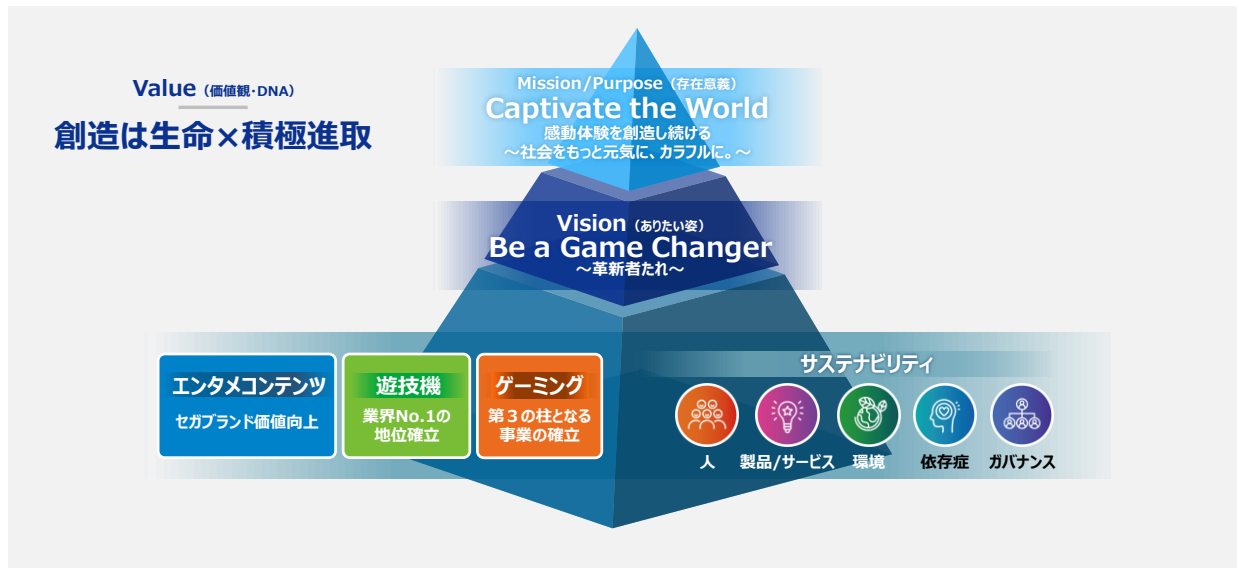 Value (価値観・DNA)
創造は生命×積極進取
Mission/Purpose（存在意義）
Captivate the World
感動体験を創造し続ける
～社会をもっと元気に、カラフルに。～
Vision（ありたい姿）
Be a Game Changer
～革新者たれ～
エンタメコンテンツ
セガブランド価値向上
遊技機
業界No.1の
地位確立
ゲーミング
第３の柱となる
事業の確立
サステナビリティ
人
製品/サービス
環境
依存症
ガバナンス